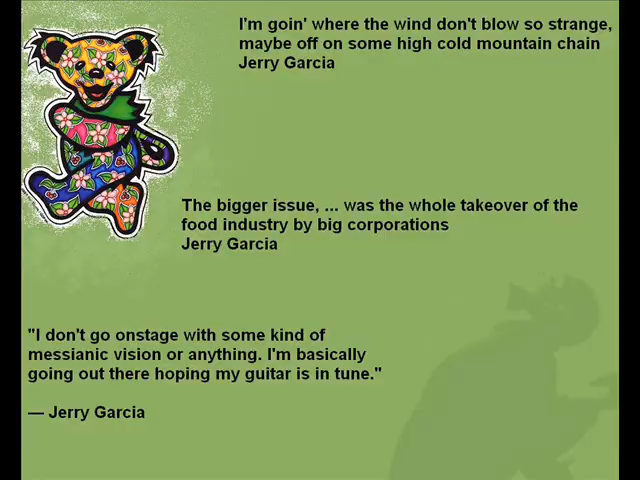 I'm goin' where the wind don't blow so strange,
maybe off on some high cold mountain chain
Jerry Garcia
The bigger issue, ... was the whole takeover of the
food industry by big corporations
Jerry Garcia
"I don't go onstage with some kind of
messianic vision or anything. I'm basically
going out there hoping my guitar is in tune."
— Jerry Garcia